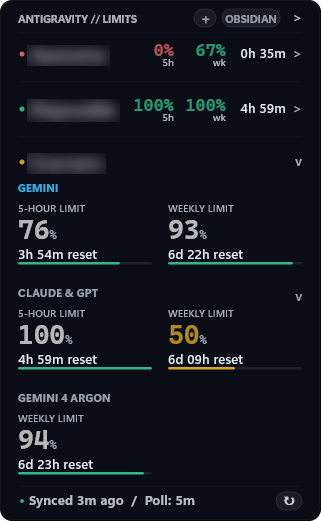 ANTIGRAVITY // LIMITS + OBSIDIAN >
0% 67% 0h 35m >
5h wk
100% 100% 4h 59m >
5h wk
v
GEMINI
5-HOUR LIMIT WEEKLY LIMIT
76% 93%
3h 54m reset 6d 22h reset
CLAUDE & GPT v
5-HOUR LIMIT WEEKLY LIMIT
100% 50%
4h 59m reset 6d 09h reset
GEMINI 4 ARGON
WEEKLY LIMIT
94%
6d 23h reset
• Synced 3m ago / Poll: 5m ↻